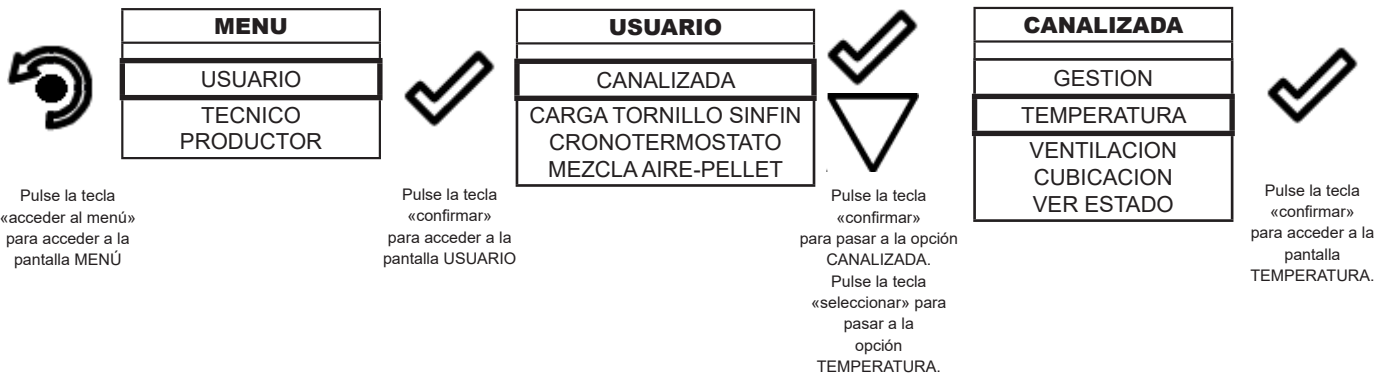 MENU
USUARIO
TECNICO
PRODUCTOR
Pulse la tecla
«acceder al menú»
para acceder a la
pantalla MENÚ
Pulse la tecla
«confirmar»
para acceder a la
pantalla USUARIO
USUARIO
CANALIZADA
CARGA TORNILLO SINFIN
CRONOTERMOSTATO
MEZCLA AIRE-PELLET
Pulse la tecla
«confirmar»
para pasar a la opción
CANALIZADA.
Pulse la tecla
«seleccionar» para
pasar a la
opción
TEMPERATURA.
CANALIZADA
GESTION
TEMPERATURA
VENTILACION
CUBICACION
VER ESTADO
Pulse la tecla
«confirmar»
para acceder a la
pantalla
TEMPERATURA.